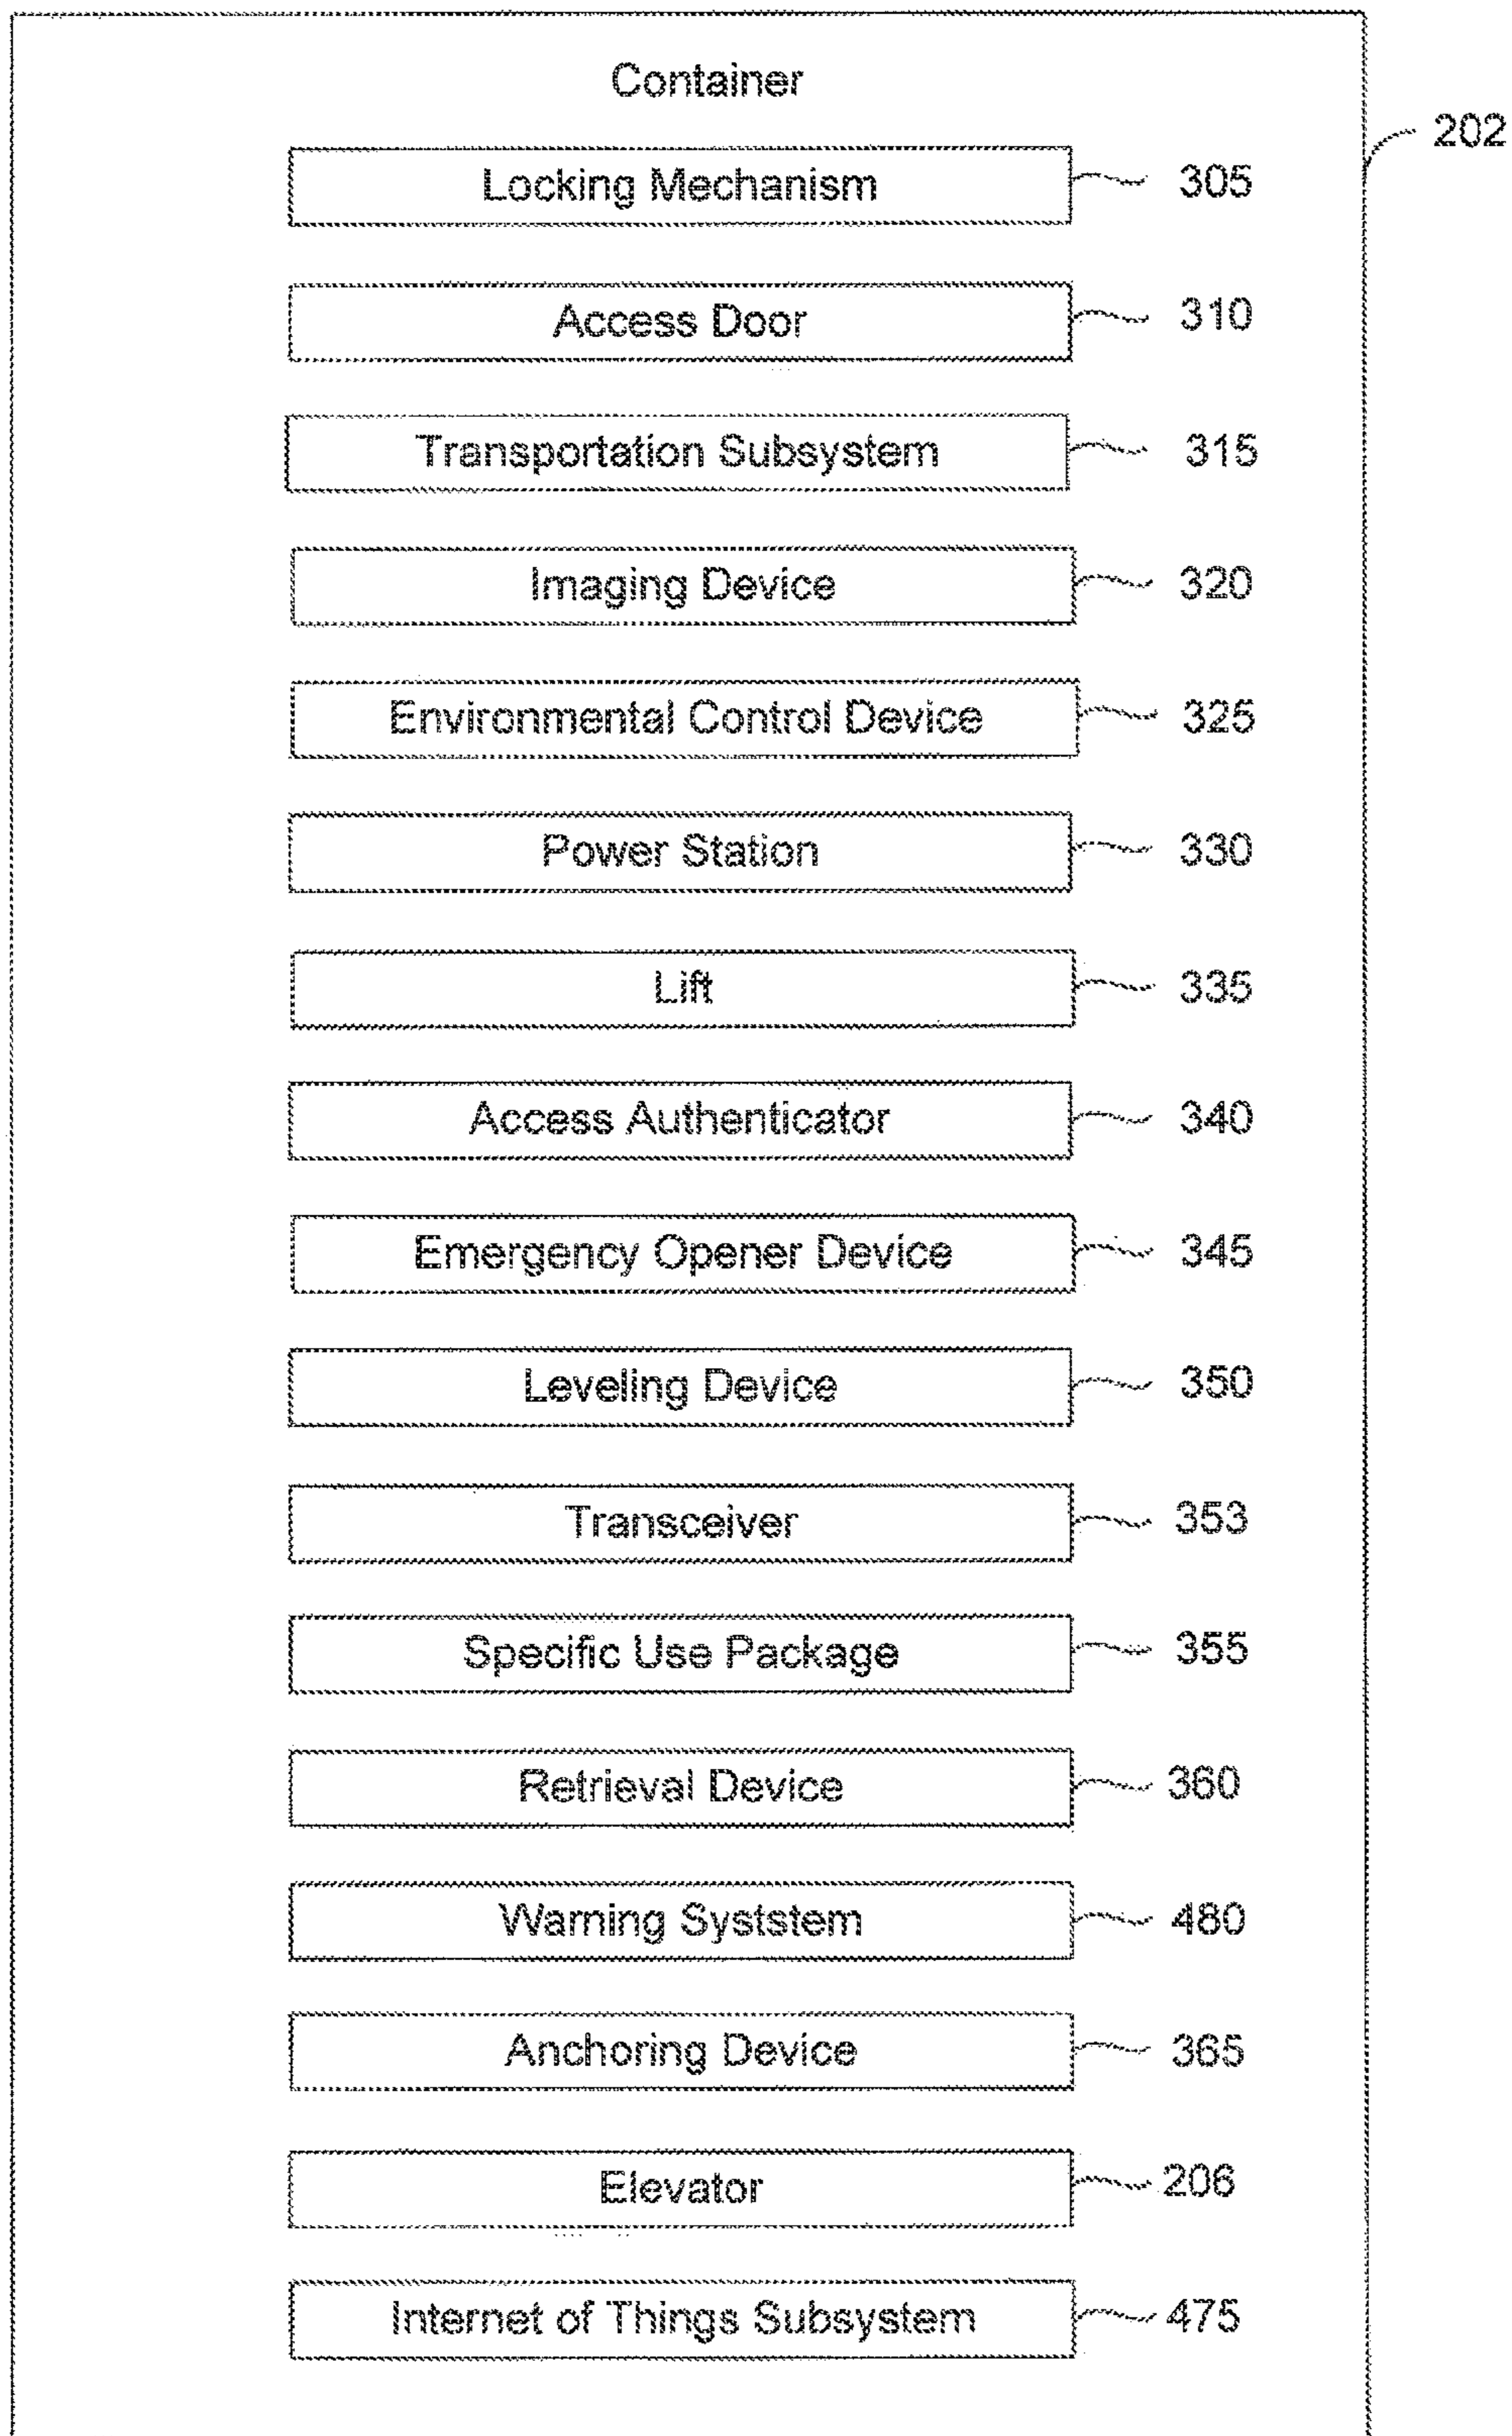 Container
202
Locking Mechanism 305
Access Door 310
Transportation Subsystem 315
Imaging Device 320
Environmental Control Device 325
Power Station 330
Lift 335
Access Authenticator 340
Emergency Opener Device 345
Leveling Device 350
Transceiver 353
Specific Use Package 355
Retrieval Device 360
Warning Syststem 480
Anchoring Device 365
Elevator 206
Internet of Things Subsystem 475